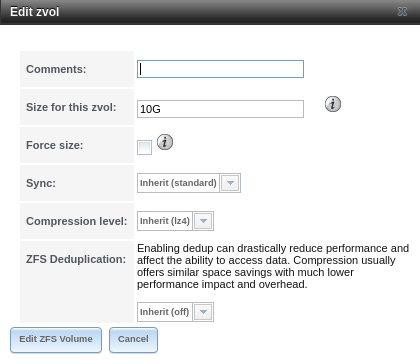 Edit zvol
Comments:
Size for this zvol: 10G
Force size:
Sync: Inherit (standard)
Compression level: Inherit (lz4)
ZFS Deduplication: Enabling dedup can drastically reduce performance and
affect the ability to access data. Compression usually
offers similar space savings with much lower
performance impact and overhead.
Inherit (off)
Edit ZFS Volume Cancel